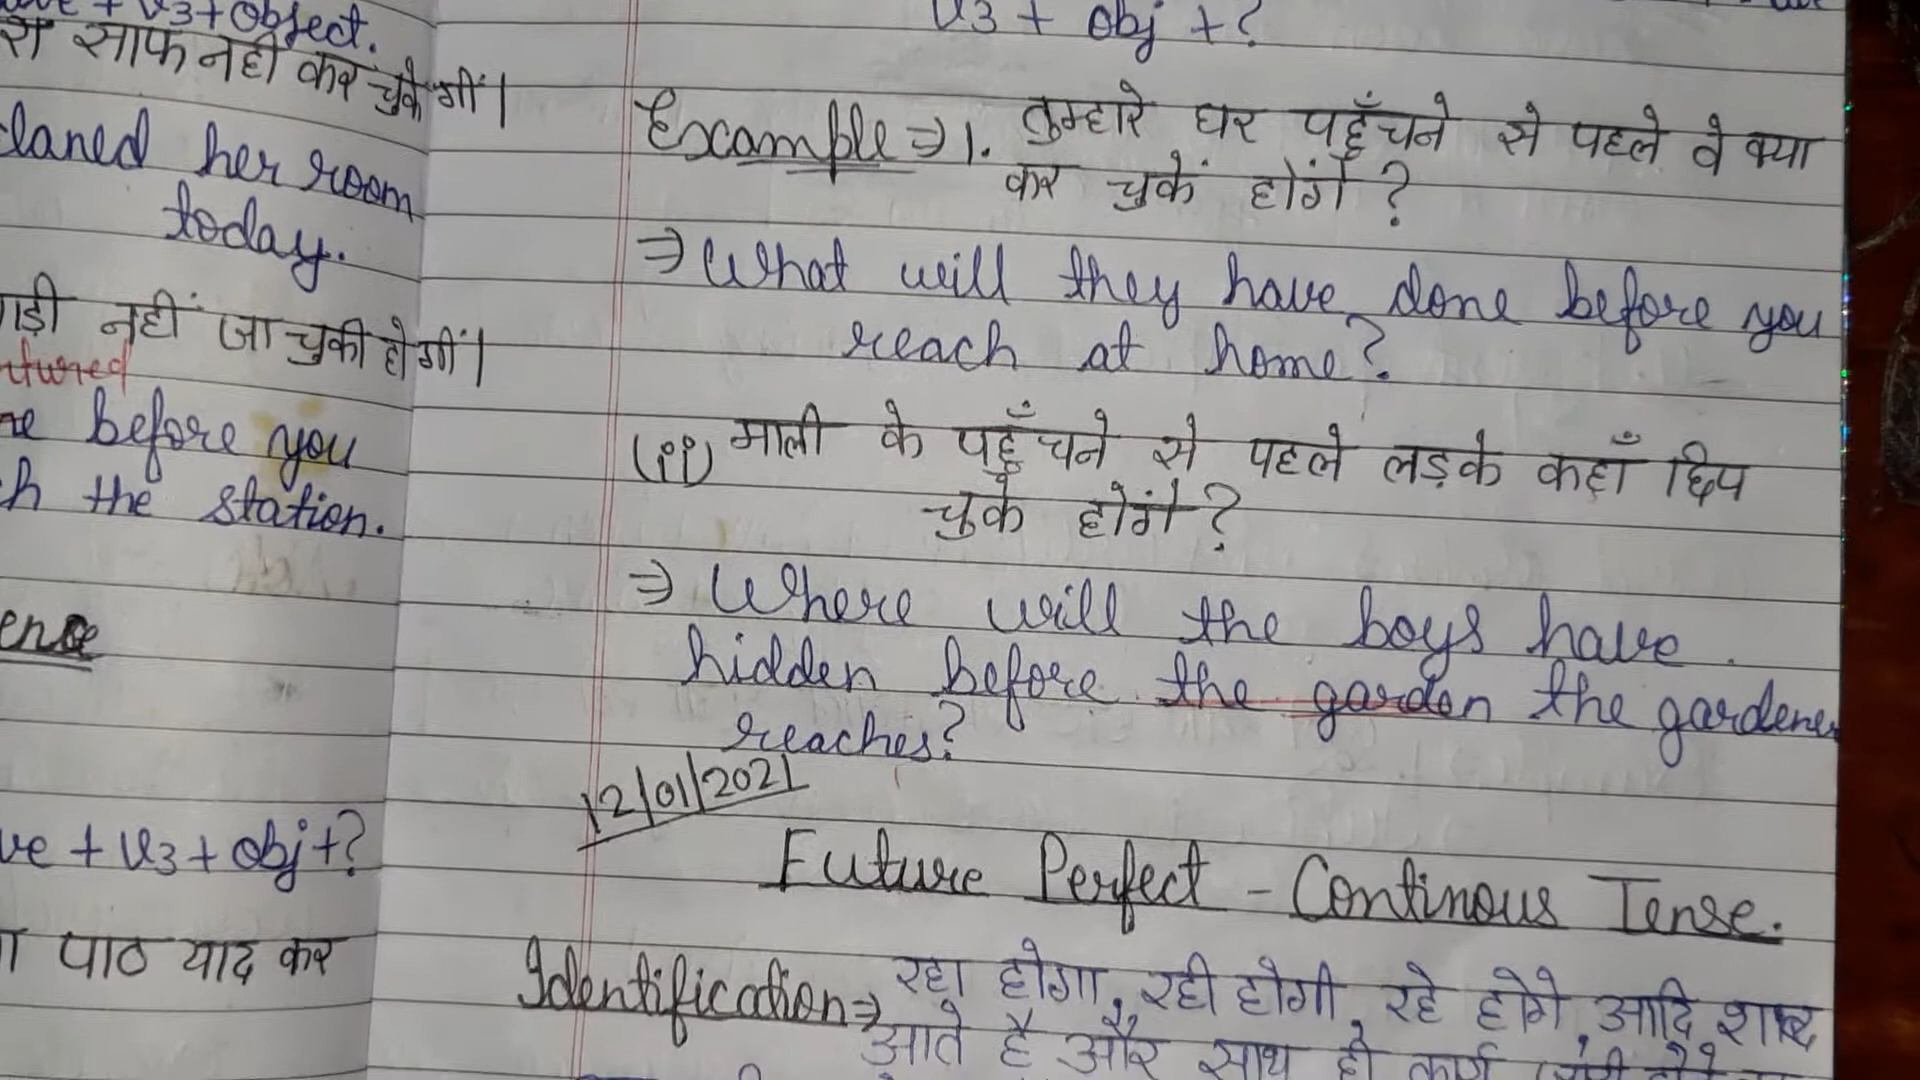 + V3+Object.
साफ नहीं कर चुकेगीं।
her room
today.
नहीं जा चुकी होगीं।
before you
the station.
+ V3 + obj +?
पाठ याद कर
V3 + obj +?
Example ⇒ 1. तुम्हारे घर पहुँचने से पहले वे क्या
कर चुकें होंगें?
⇒ What will they have done before you
reach at home?
(ii) माली के पहुँचने से पहले लड़के कहाँ छिप
चुके होगें?
⇒ Where will the boys have
hidden before the garden the gardener
reaches?
12/01/2021
Future Perfect - Continous Tense.
Identification ⇒ रहा होगा, रही होगी, रहे होगे, आदि शब्द
आते है और साथ ही